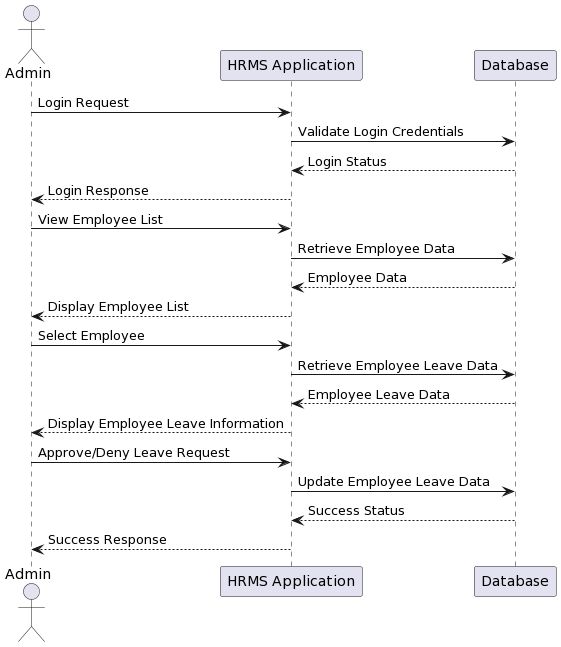 Admin
HRMS Application
Database
Login Request
Validate Login Credentials
Login Status
Login Response
View Employee List
Retrieve Employee Data
Employee Data
Display Employee List
Select Employee
Retrieve Employee Leave Data
Employee Leave Data
Display Employee Leave Information
Approve/Deny Leave Request
Update Employee Leave Data
Success Status
Success Response
Admin
HRMS Application
Database